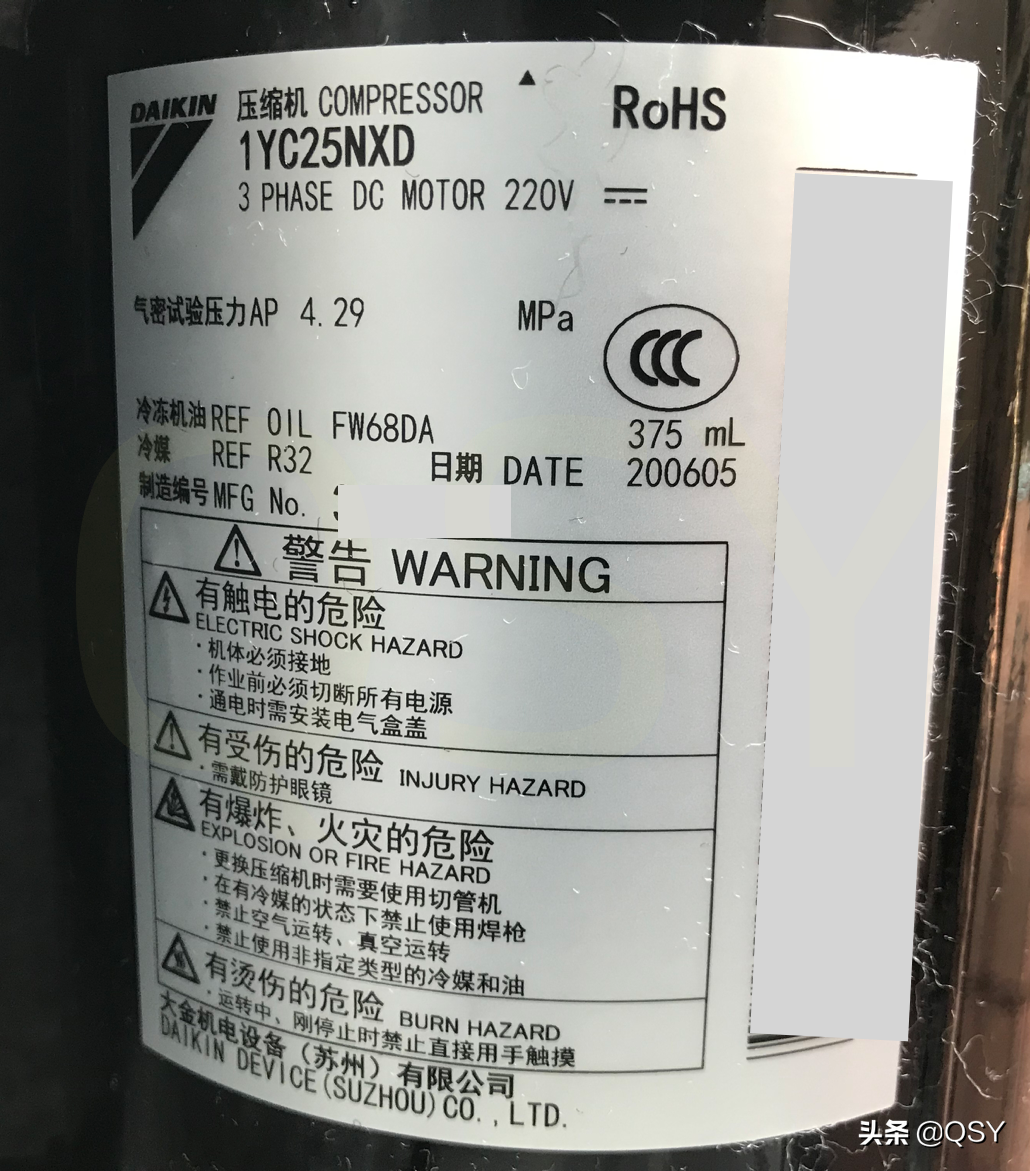 DAIKIN
压缩机 COMPRESSOR
RoHS
1YC25NXD
3 PHASE DC MOTOR 220V
气密试验压力AP 4.29 MPa
CCC
冷冻机油 REF OIL FW68DA 375 mL
冷媒 REF R32 日期 DATE 200605
制造编号 MFG No.
警告 WARNING
有触电的危险
ELECTRIC SHOCK HAZARD
·机体必须接地
·作业前必须切断所有电源
·通电时需安装电气盒盖
有受伤的危险 INJURY HAZARD
·需戴防护眼镜
有爆炸、火灾的危险
EXPLOSION OR FIRE HAZARD
·更换压缩机时需要使用切管机
·在有冷媒的状态下禁止使用焊枪
·禁止空气运转、真空运转
·禁止使用非指定类型的冷媒和油
有烫伤的危险 BURN HAZARD
·运转中、刚停止时禁止直接用手触摸
大金机电设备（苏州）有限公司
DAIKIN DEVICE(SUZHOU)CO.,LTD.
头条 @QSY